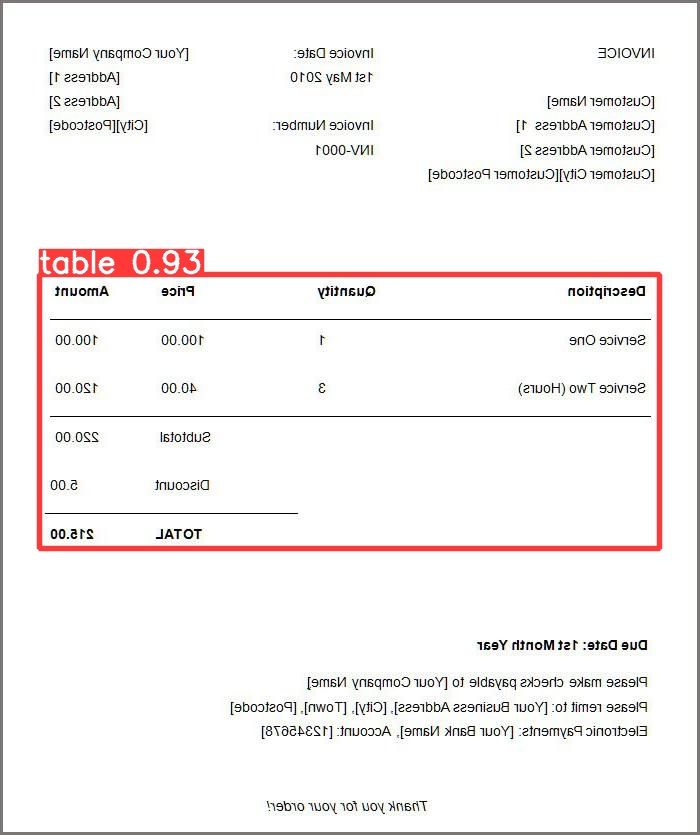 INVOICE Invoice Date: [Your Company Name]
1st May 2010 [Address 1]
[Customer Name] [Address 2]
[Customer Address 1] Invoice Number: [City][Postcode]
[Customer Address 2] INV-0001
[Customer City][Customer Postcode]
table 0.93
Description Quantity Price Amount
Service One 1 100.00 100.00
Service Two (Hours) 3 40.00 120.00
Subtotal 220.00
Discount 5.00
TOTAL 215.00
Due Date: 1st Month Year
Please make checks payable to [Your Company Name]
Please remit to: [Your Business Address], [City], [Town], [Postcode]
Electronic Payments: [Your Bank Name], Account: [12345678]
Thank you for your order!